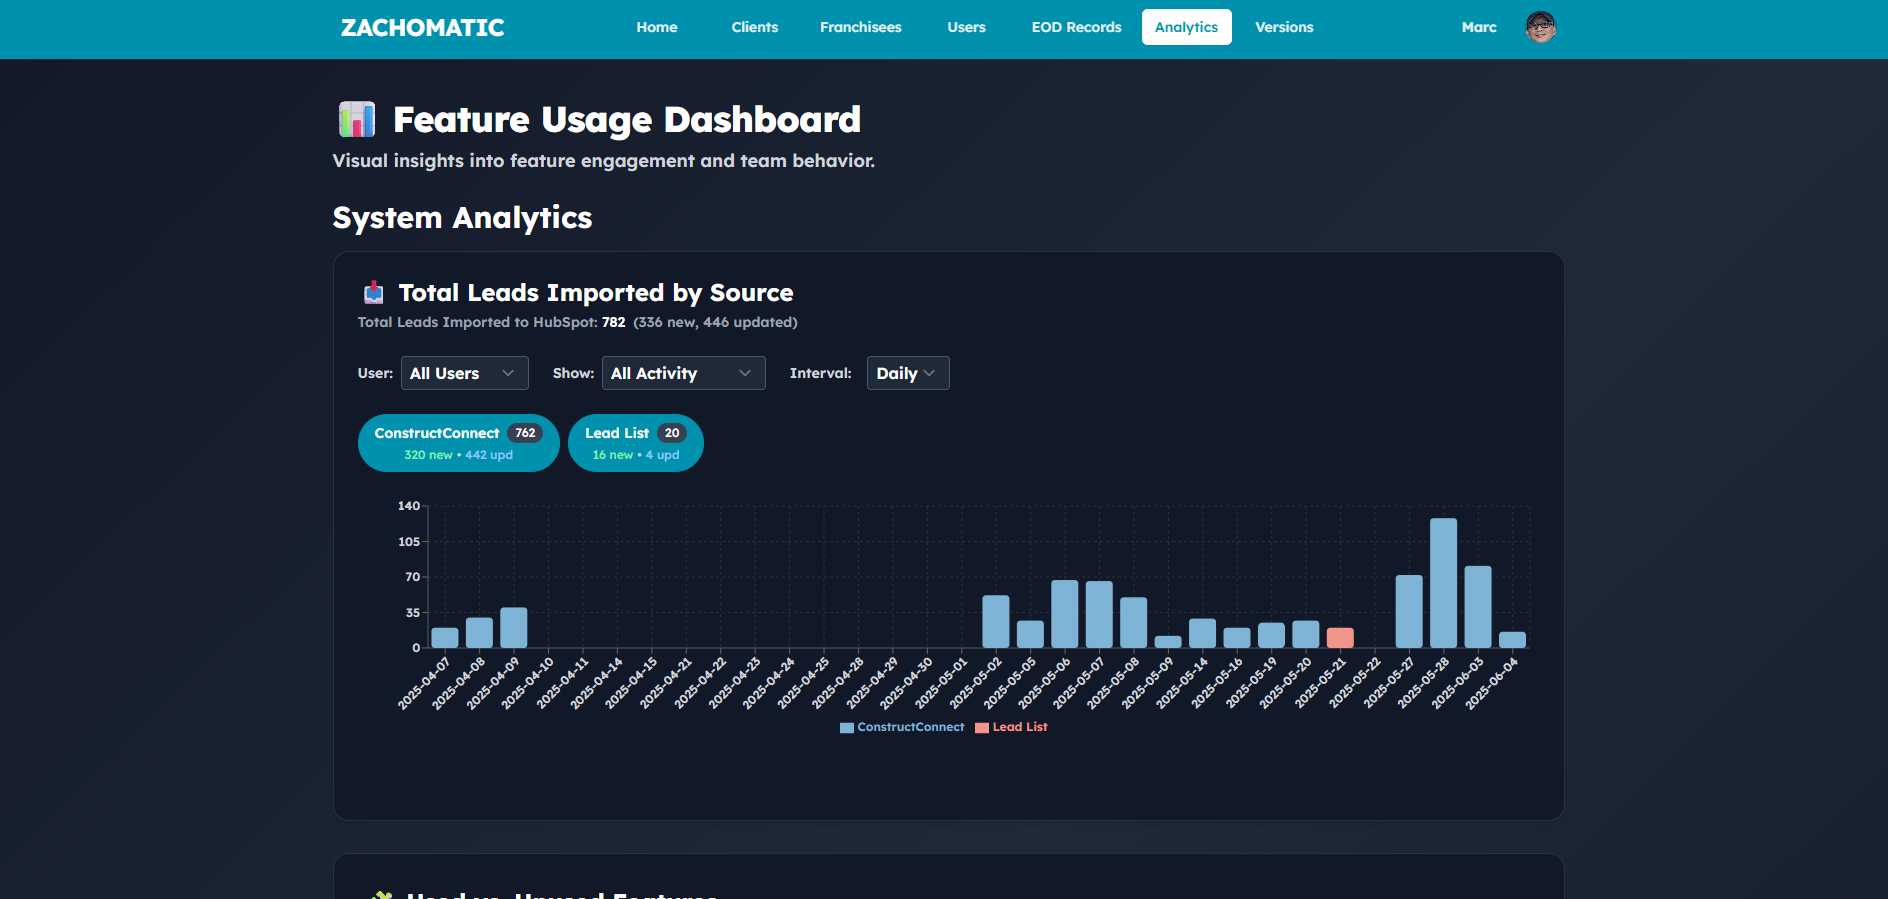 ZACHOMATIC
Home
Clients
Franchisees
Users
EOD Records
Analytics
Versions
Marc
Feature Usage Dashboard
Visual insights into feature engagement and team behavior.
System Analytics
Total Leads Imported by Source
Total Leads Imported to HubSpot: 782 (336 new, 446 updated)
User: All Users
Show: All Activity
Interval: Daily
ConstructConnect 762
320 new • 442 upd
Lead List 20
16 new • 4 upd
140
105
70
35
0
2025-04-07
2025-04-08
2025-04-09
2025-04-10
2025-04-11
2025-04-14
2025-04-15
2025-04-21
2025-04-22
2025-04-23
2025-04-24
2025-04-25
2025-04-28
2025-04-29
2025-04-30
2025-05-01
2025-05-02
2025-05-05
2025-05-06
2025-05-07
2025-05-08
2025-05-09
2025-05-14
2025-05-16
2025-05-19
2025-05-20
2025-05-21
2025-05-22
2025-05-27
2025-05-28
2025-06-03
2025-06-04
ConstructConnect
Lead List
Used vs. Unused Features